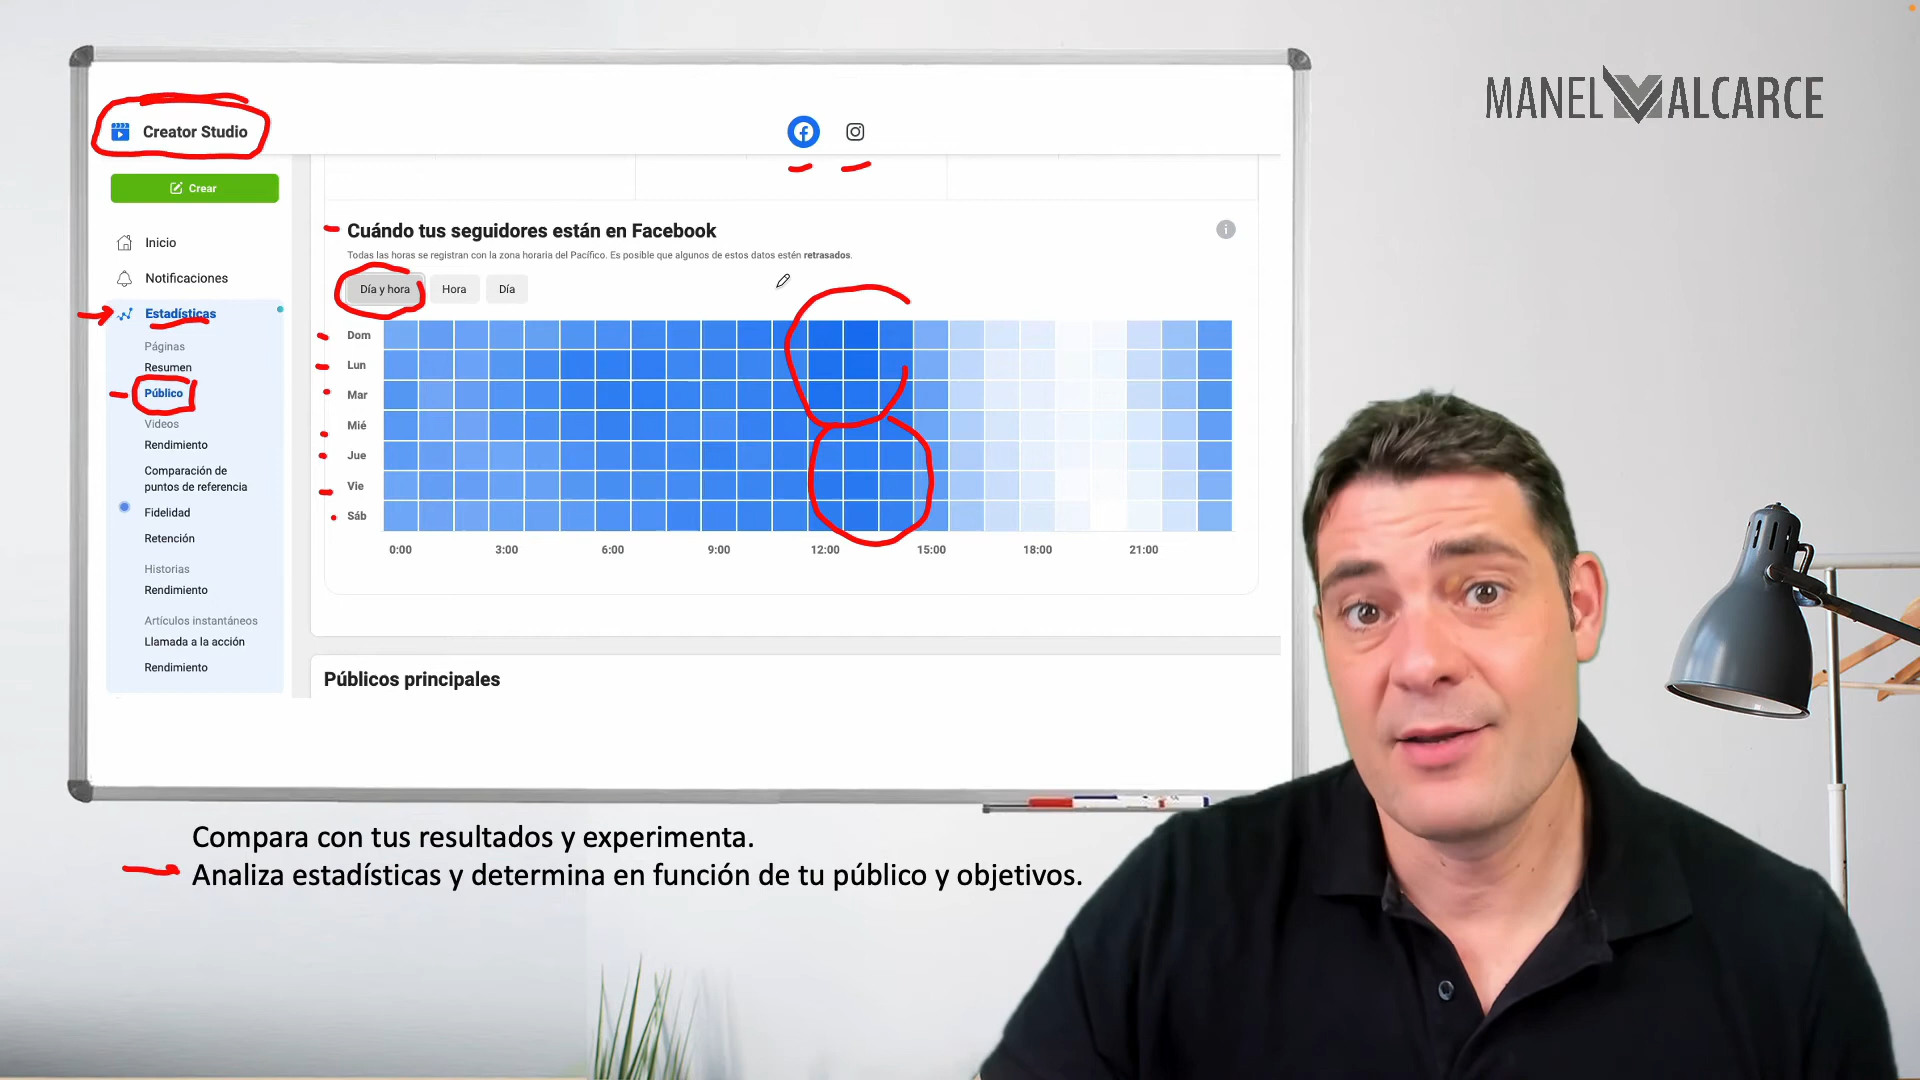 MANEL VALCARCE
Creator Studio
Crear
Inicio
Notificaciones
Estadísticas
Páginas
Resumen
Público
Videos
Rendimiento
Comparación de
puntos de referencia
Fidelidad
Retención
Historias
Rendimiento
Artículos instantáneos
Llamada a la acción
Rendimiento
Cuándo tus seguidores están en Facebook
Todas las horas se registran con la zona horaria del Pacífico. Es posible que algunos de estos datos estén retrasados.
Día y hora Hora Día
Dom
Lun
Mar
Mié
Jue
Vie
Sáb
0:00 3:00 6:00 9:00 12:00 15:00 18:00 21:00
Públicos principales
Compara con tus resultados y experimenta.
Analiza estadísticas y determina en función de tu público y objetivos.